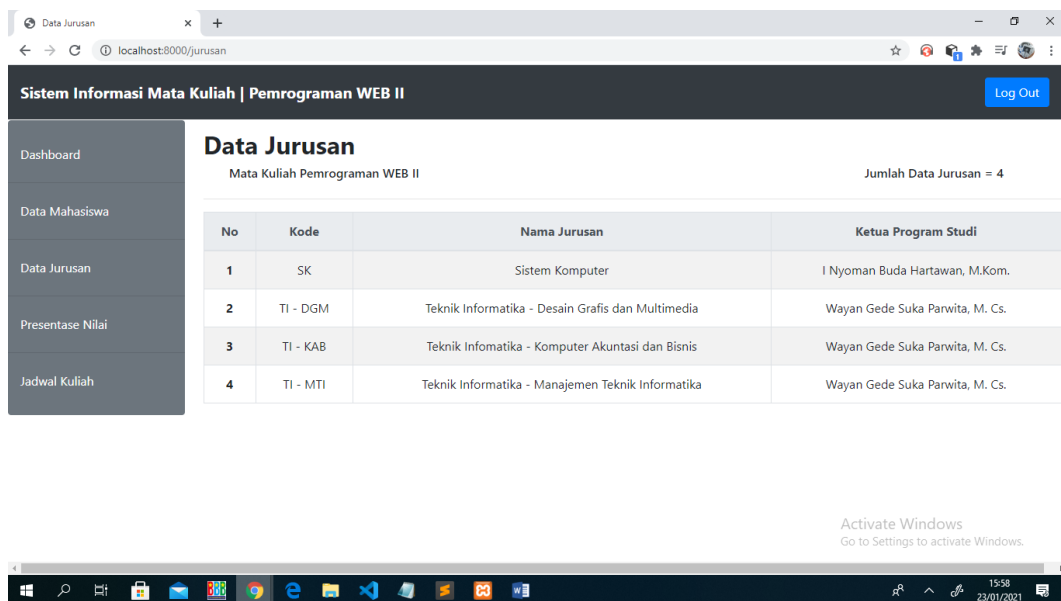 Data Jurusan
localhost:8000/jurusan
Sistem Informasi Mata Kuliah | Pemrograman WEB II
Log Out
Dashboard
Data Mahasiswa
Data Jurusan
Presentase Nilai
Jadwal Kuliah
Data Jurusan
Mata Kuliah Pemrograman WEB II
Jumlah Data Jurusan = 4
No Kode Nama Jurusan Ketua Program Studi
1 SK Sistem Komputer I Nyoman Buda Hartawan, M.Kom.
2 TI - DGM Teknik Informatika - Desain Grafis dan Multimedia Wayan Gede Suka Parwita, M. Cs.
3 TI - KAB Teknik Infomatika - Komputer Akuntasi dan Bisnis Wayan Gede Suka Parwita, M. Cs.
4 TI - MTI Teknik Informatika - Manajemen Teknik Informatika Wayan Gede Suka Parwita, M. Cs.
Activate Windows
Go to Settings to activate Windows.
15:58
23/01/2021